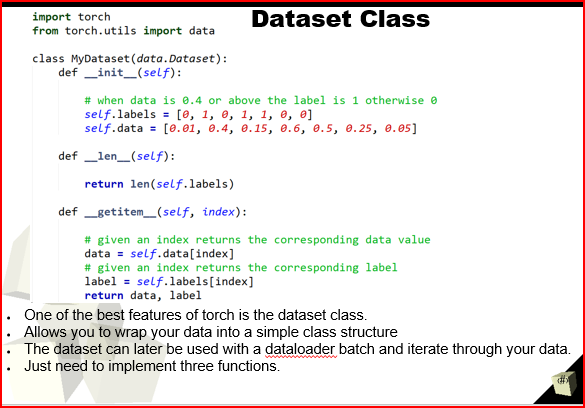 Dataset Class
import torch
from torch.utils import data
class MyDataset(data.Dataset):
    def __init__(self):
        # when data is 0.4 or above the label is 1 otherwise 0
        self.labels = [0, 1, 0, 1, 1, 0, 0]
        self.data = [0.01, 0.4, 0.15, 0.6, 0.5, 0.25, 0.05]
    def __len__(self):
        return len(self.labels)
    def __getitem__(self, index):
        # given an index returns the corresponding data value
        data = self.data[index]
        # given an index returns the corresponding label
        label = self.labels[index]
        return data, label
• One of the best features of torch is the dataset class.
• Allows you to wrap your data into a simple class structure
• The dataset can later be used with a dataloader batch and iterate through your data.
• Just need to implement three functions.
(#)